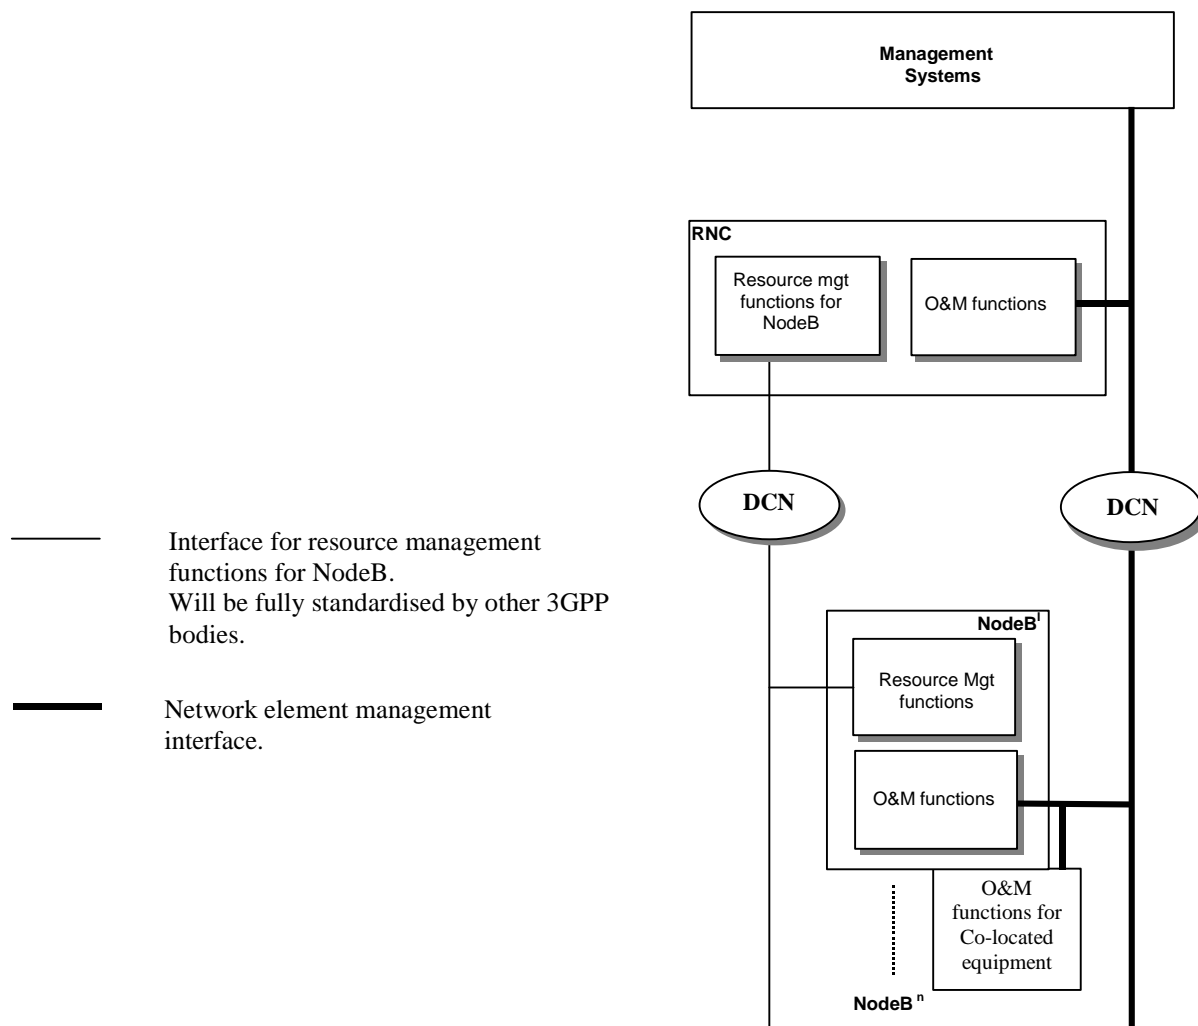 Management
Systems
RNC
Resource mgt
functions for
NodeB
O&M functions
DCN
DCN
Interface for resource management
functions for NodeB.
Will be fully standardised by other 3GPP
bodies.
NodeB i
Resource Mgt
functions
Network element management
interface.
O&M functions
O&M
functions for
Co-located
equipment
NodeB n